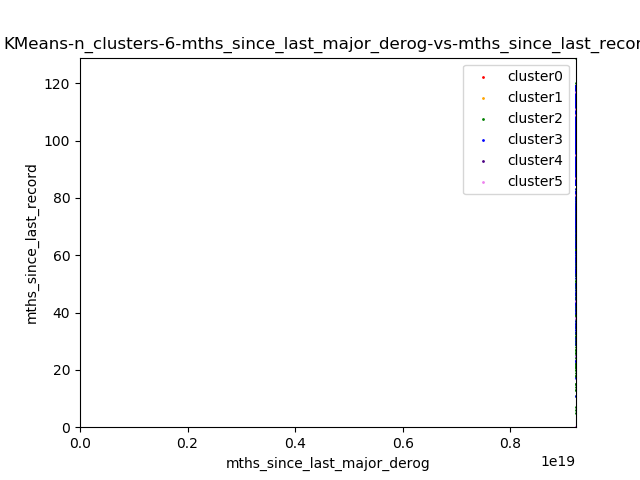 KMeans-n_clusters-6-mths_since_last_major_derog-vs-mths_since_last_recor
cluster0
cluster1
cluster2
cluster3
cluster4
cluster5
120
100
80
60
40
20
0
mths_since_last_record
0.0 0.2 0.4 0.6 0.8
1e19
mths_since_last_major_derog